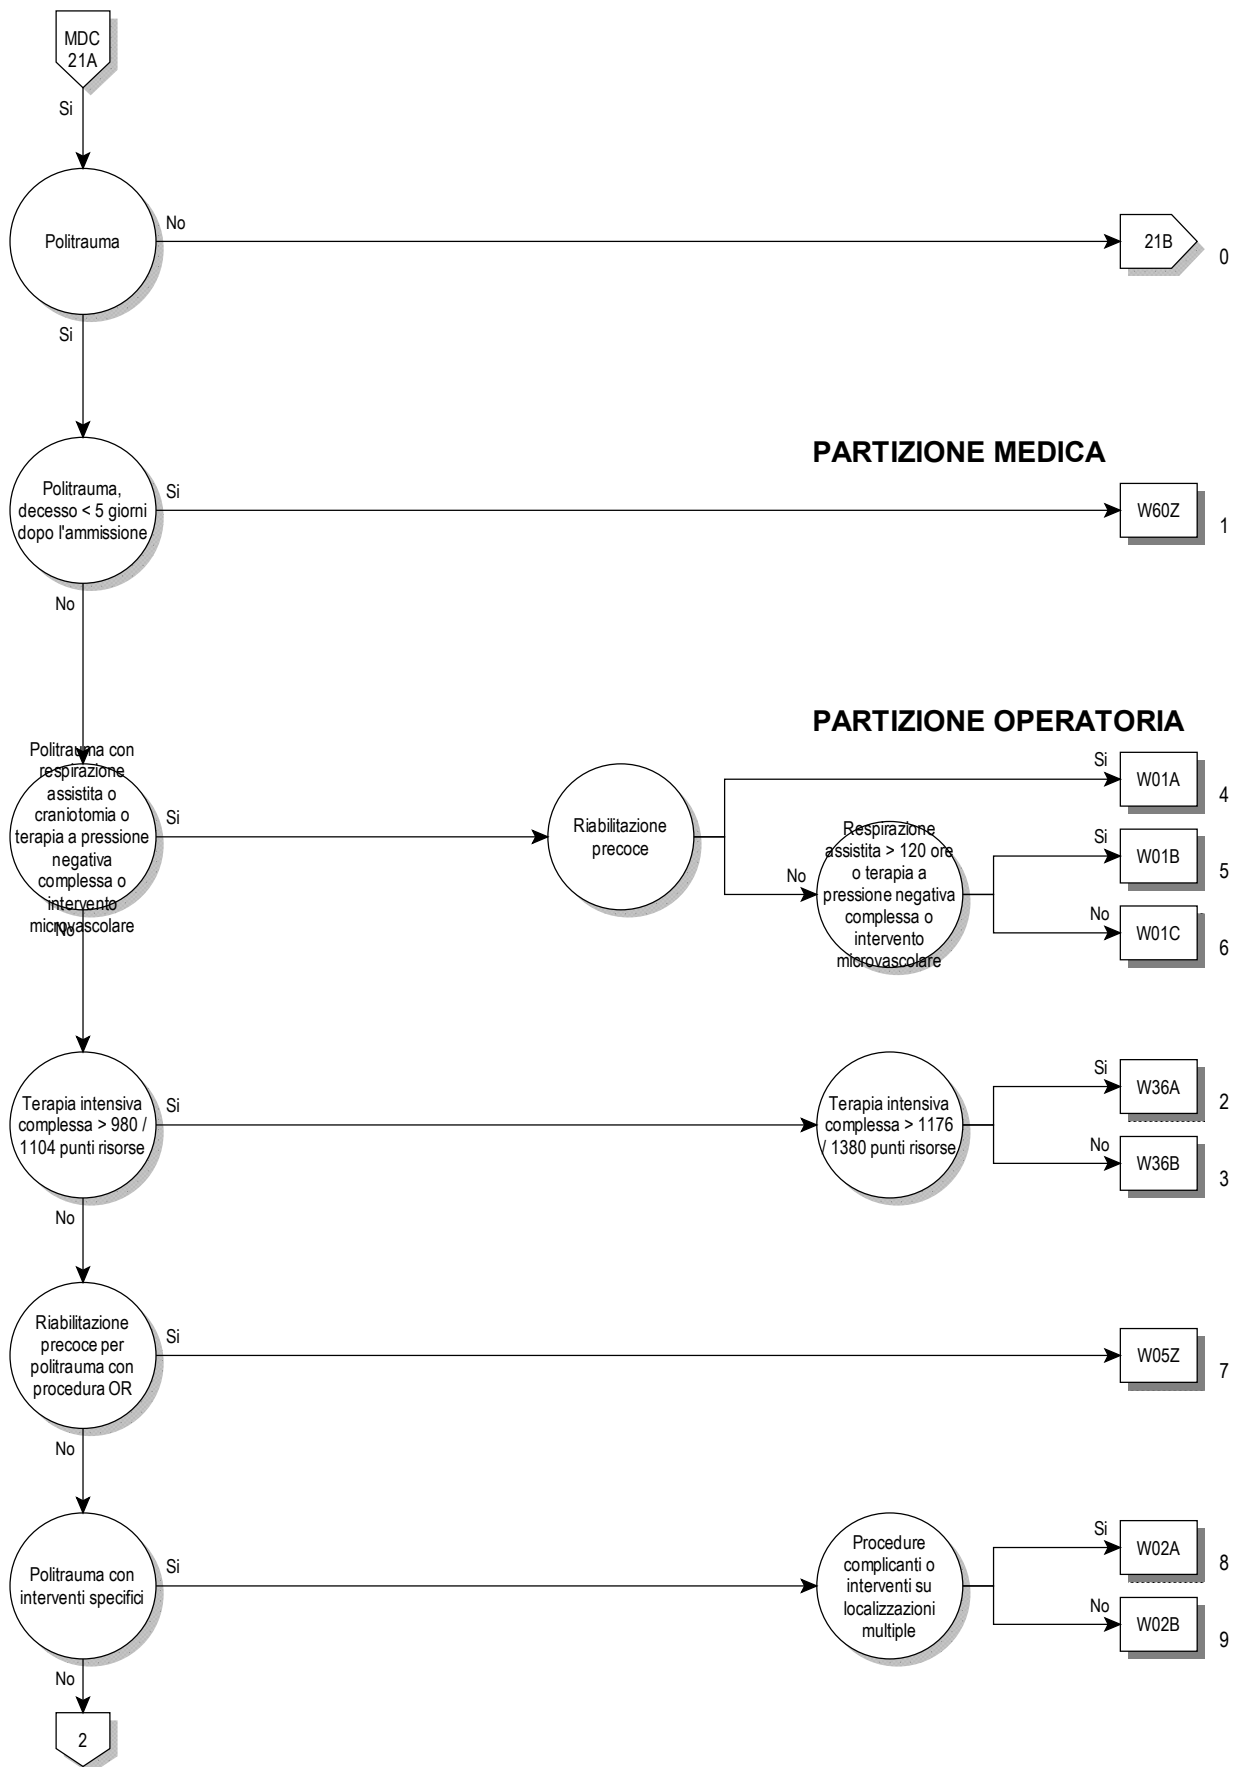 MDC
21A
Si
Politrauma
No
21B
0
Si
PARTIZIONE MEDICA
Politrauma,
decesso < 5 giorni
dopo l'ammissione
Si
W60Z
1
No
PARTIZIONE OPERATORIA
Politrauma con
respirazione
assistita o
craniotomia o
terapia a pressione
negativa
complessa o
intervento
microvascolare
Si
Riabilitazione
precoce
Si
W01A
4
No
Respirazione
assistita > 120 ore
o terapia a
pressione negativa
complessa o
intervento
microvascolare
Si
W01B
5
No
W01C
6
No
Terapia intensiva
complessa > 980 /
1104 punti risorse
Si
Terapia intensiva
complessa > 1176
/ 1380 punti risorse
Si
W36A
2
No
W36B
3
No
Riabilitazione
precoce per
politrauma con
procedura OR
Si
W05Z
7
No
Politrauma con
interventi specifici
Si
Procedure
complicanti o
interventi su
localizzazioni
multiple
Si
W02A
8
No
W02B
9
No
2